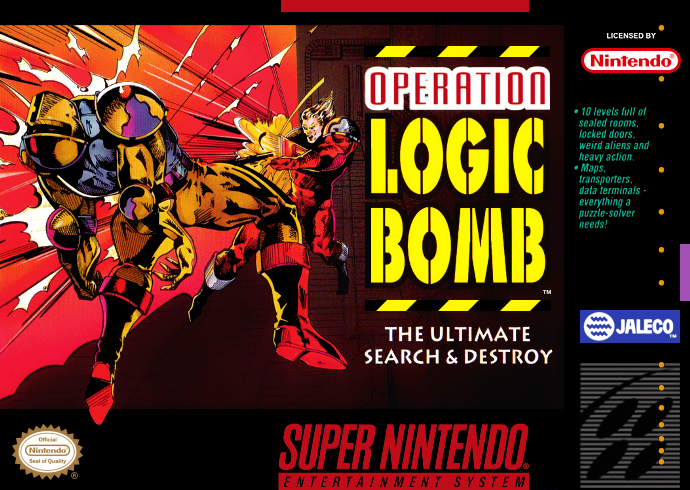 OPERATION
LOGIC
BOMB
TM
THE ULTIMATE
SEARCH & DESTROY
LICENSED BY
Nintendo®
• 10 levels full of
sealed rooms,
locked doors,
weird aliens and
heavy action.
• Maps,
transporters,
data terminals -
everything a
puzzle-solver
needs!
JALECO
TM
Official
Nintendo
Seal of Quality
®
SUPER NINTENDO®
ENTERTAINMENT SYSTEM